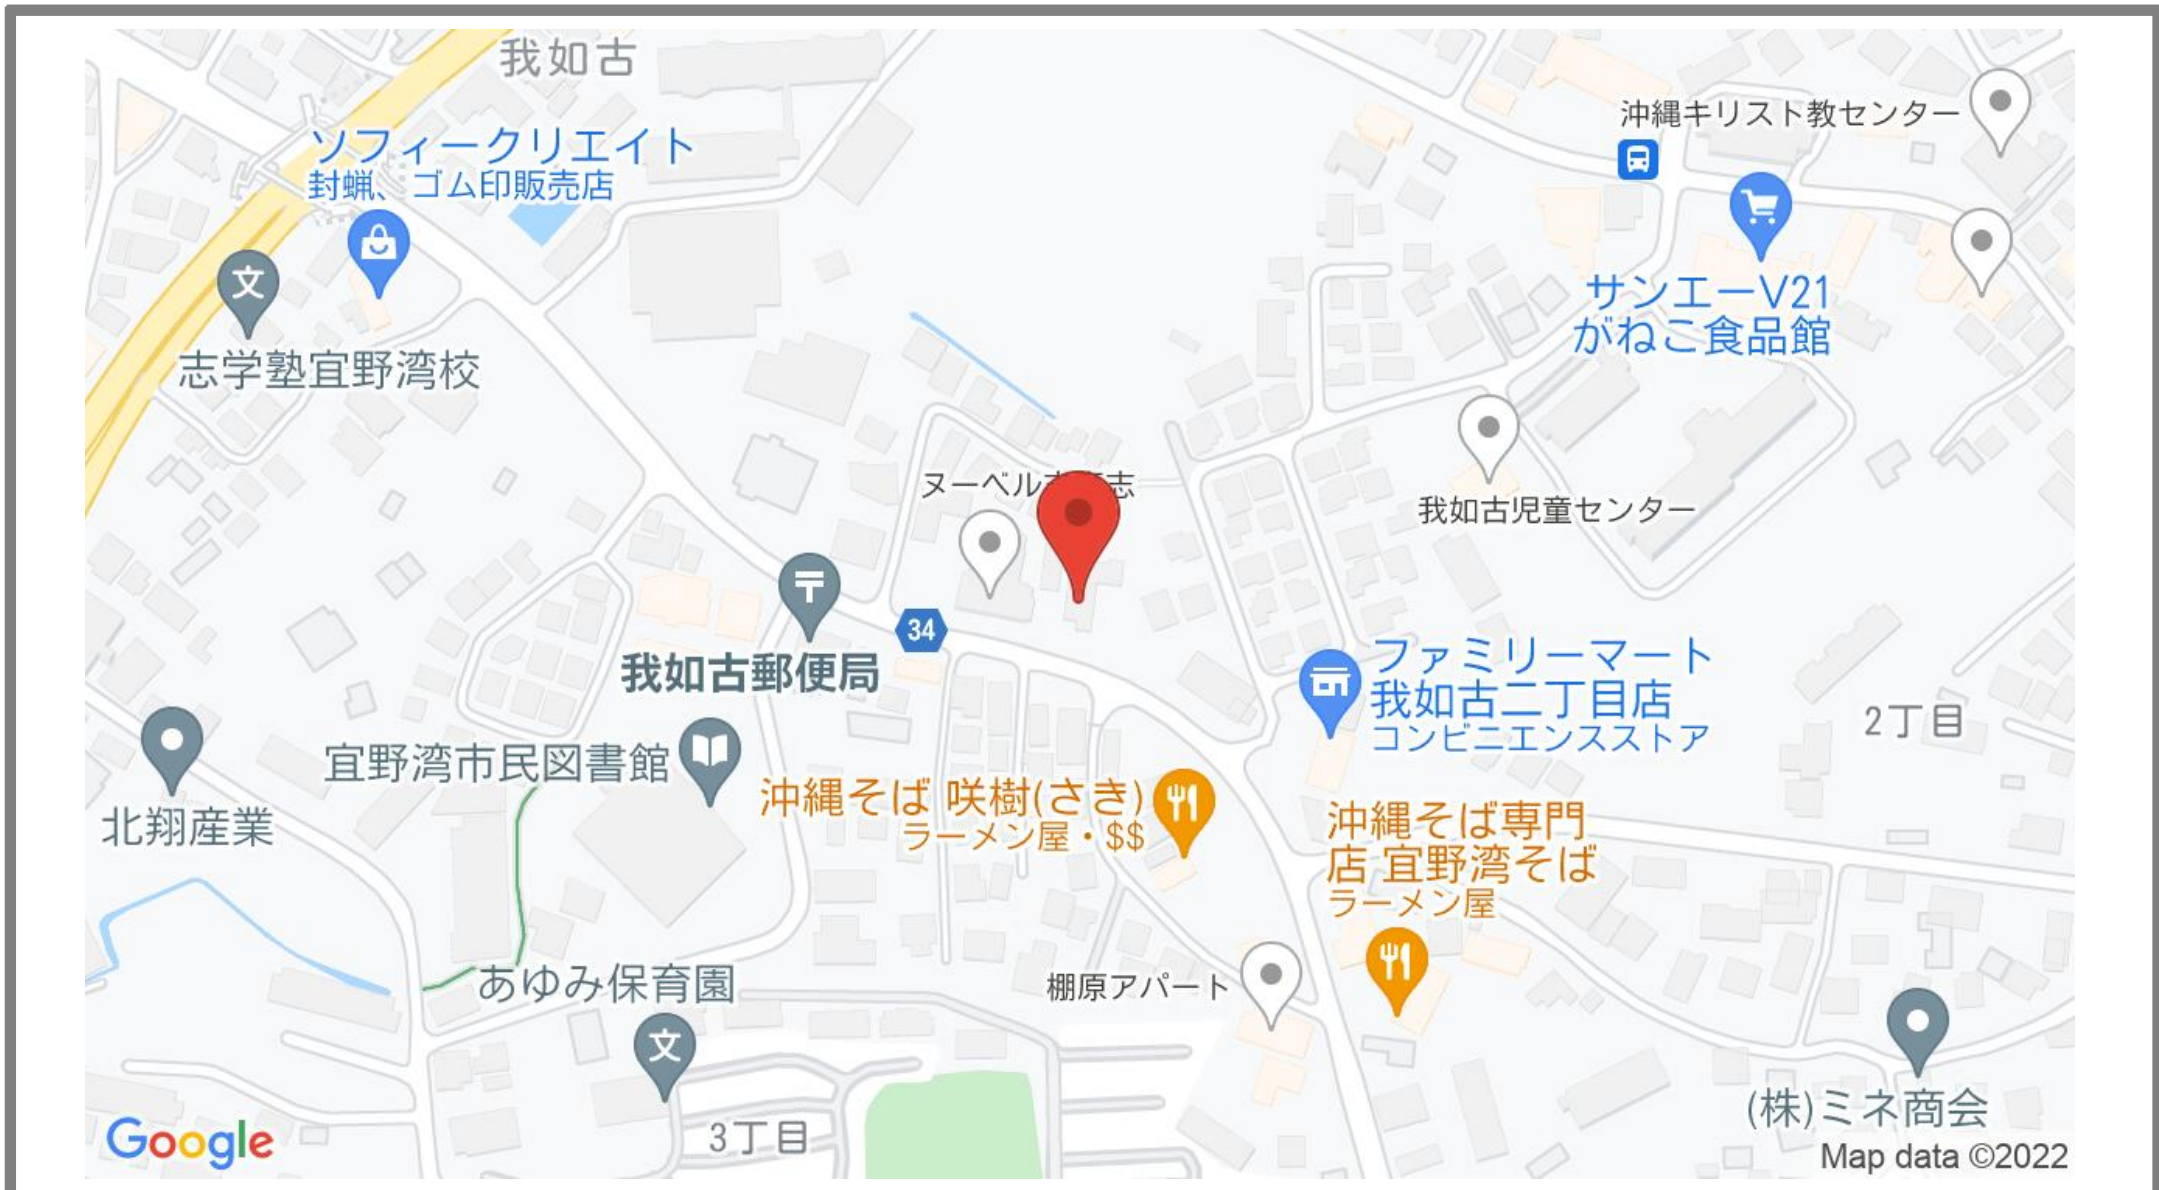 我如古
ソフィークリエイト
封蝋、ゴム印販売店
沖縄キリスト教センター
志学塾宜野湾校
サンエーV21
がねこ食品館
ヌーベル
志
我如古児童センター
34
我如古郵便局
ファミリーマート
我如古二丁目店
コンビニエンスストア
2丁目
宜野湾市民図書館
北翔産業
沖縄そば 咲樹(さき)
ラーメン屋・$$
沖縄そば専門
店 宜野湾そば
ラーメン屋
あゆみ保育園
棚原アパート
文
文
3丁目
(株)ミネ商会
Google
Map data ©2022